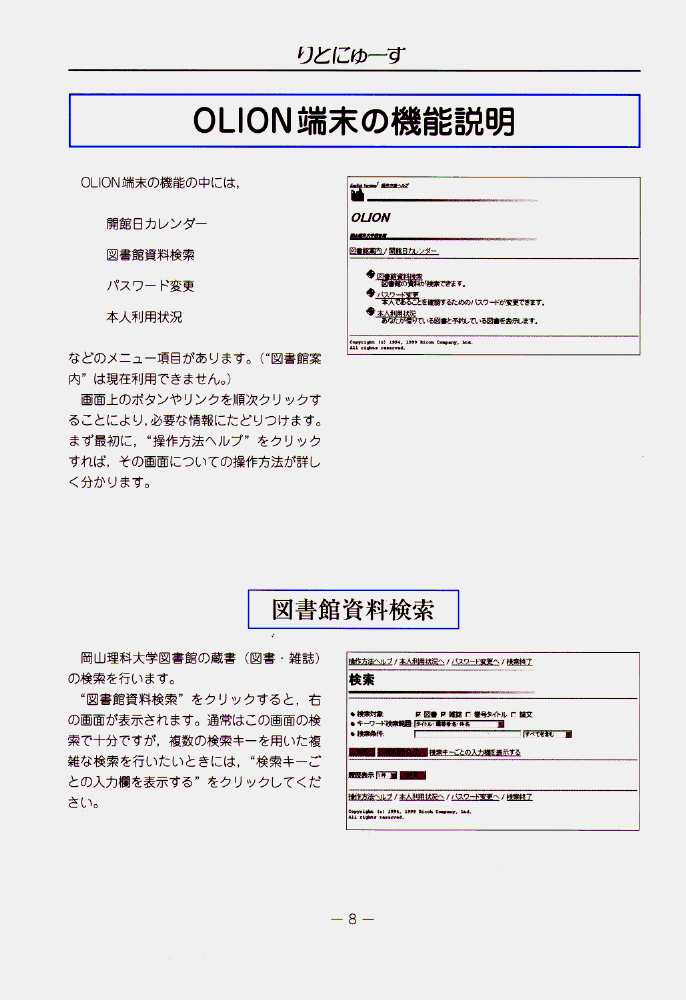 りとにゅーす
OLION端末の機能説明
OLION端末の機能の中には，
開館日カレンダー
図書館資料検索
パスワード変更
本人利用状況
などのメニュー項目があります。（“図書館案
内”は現在利用できません。）
画面上のボタンやリンクを順次クリックす
ることにより，必要な情報にたどりつけます。
まず最初に，“操作方法ヘルプ”をクリック
すれば，その画面についての操作方法が詳し
く分かります。
操作方法ヘルプ
OLION
図書館案内 / 開館日カレンダー
図書館資料検索
図書館の資料が検索できます。
パスワード変更
本人であることを確認するためのパスワードが変更できます。
本人利用状況
あなたが借りている図書と予約している図書を表示します。
Copyright (c) 1994, 1999 Ricoh Company, Ltd.
All rights reserved.
図書館資料検索
岡山理科大学図書館の蔵書（図書・雑誌）
の検索を行います。
“図書館資料検索”をクリックすると，右
の画面が表示されます。通常はこの画面の検
索で十分ですが，複数の検索キーを用いた複
雑な検索を行いたいときには，“検索キーご
との入力欄を表示する”をクリックしてくだ
さい。
操作方法ヘルプ / 本人利用状況へ / パスワード変更へ / 検索終了
検索
検索対象 図書 雑誌 巻号タイトル 論文
キーワード検索範囲 タイトル・編著者名・件名
検索条件 すべてを含む
検索キーごとの入力欄を表示する
履歴表示 1件
操作方法ヘルプ / 本人利用状況へ / パスワード変更へ / 検索終了
Copyright (c) 1994, 1999 Ricoh Company, Ltd.
All rights reserved.
— 8 —